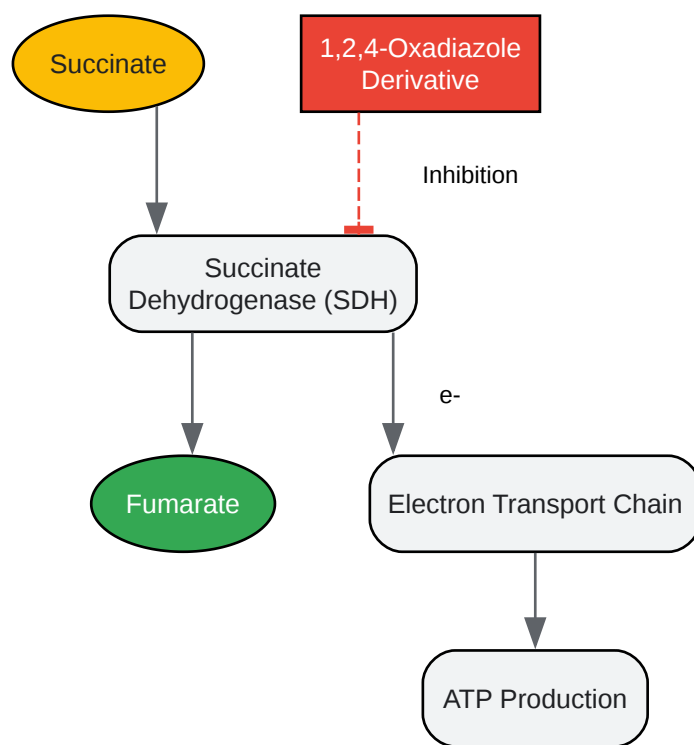 Succinate
1,2,4-Oxadiazole
Derivative
Inhibition
Succinate
Dehydrogenase (SDH)
e-
Fumarate
Electron Transport Chain
ATP Production